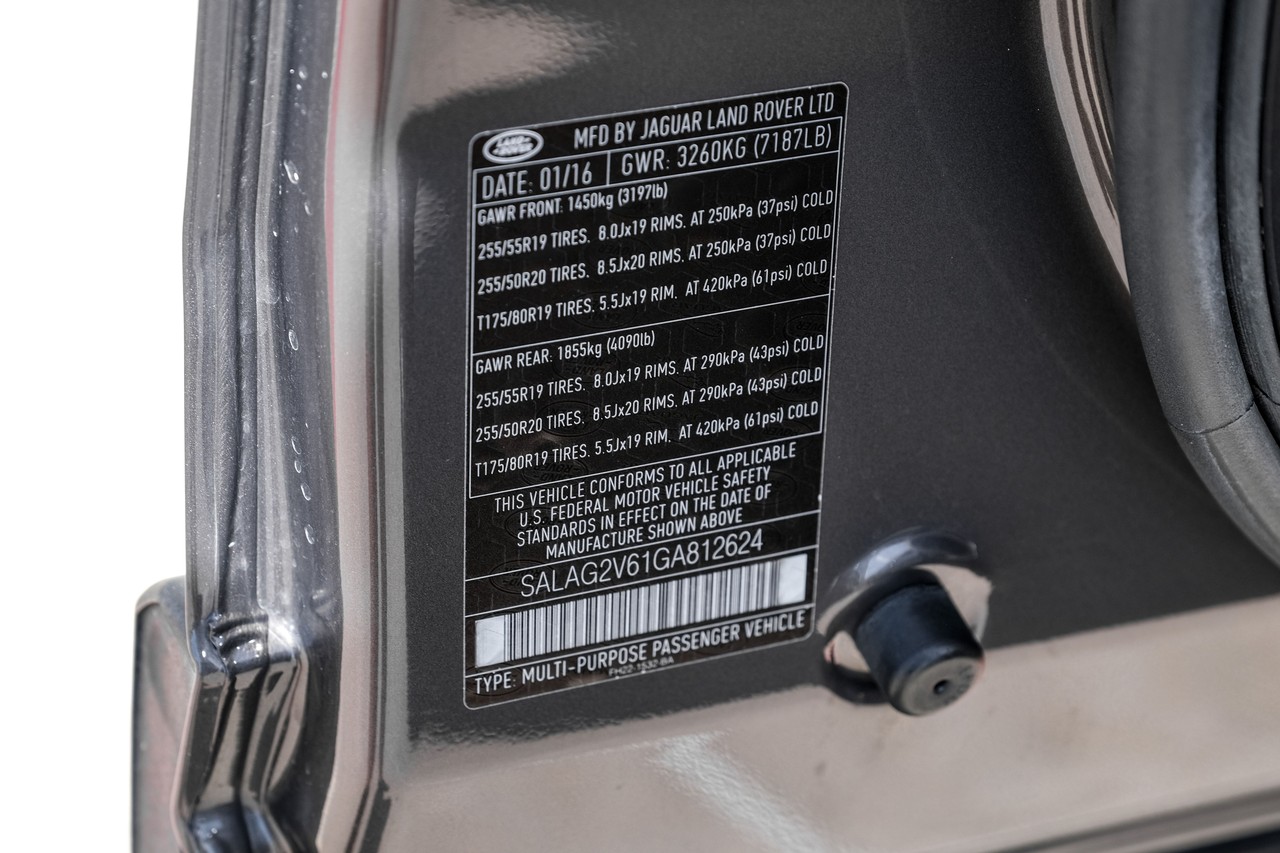 LAND ROVER
MFD BY JAGUAR LAND ROVER LTD
DATE: 01/16 GWR: 3260KG (7187LB)
GAWR FRONT: 1450kg (3197lb)
255/55R19 TIRES. 8.0Jx19 RIMS. AT 250kPa (37psi) COLD
255/50R20 TIRES. 8.5Jx20 RIMS. AT 250kPa (37psi) COLD
T175/80R19 TIRES. 5.5Jx19 RIM. AT 420kPa (61psi) COLD
GAWR REAR: 1855kg (4090lb)
255/55R19 TIRES. 8.0Jx19 RIMS. AT 290kPa (43psi) COLD
255/50R20 TIRES. 8.5Jx20 RIMS. AT 290kPa (43psi) COLD
T175/80R19 TIRES. 5.5Jx19 RIM. AT 420kPa (61psi) COLD
THIS VEHICLE CONFORMS TO ALL APPLICABLE
U.S. FEDERAL MOTOR VEHICLE SAFETY
STANDARDS IN EFFECT ON THE DATE OF
MANUFACTURE SHOWN ABOVE
SALAG2V61GA812624
TYPE: MULTI-PURPOSE PASSENGER VEHICLE
FH22-1532-BA